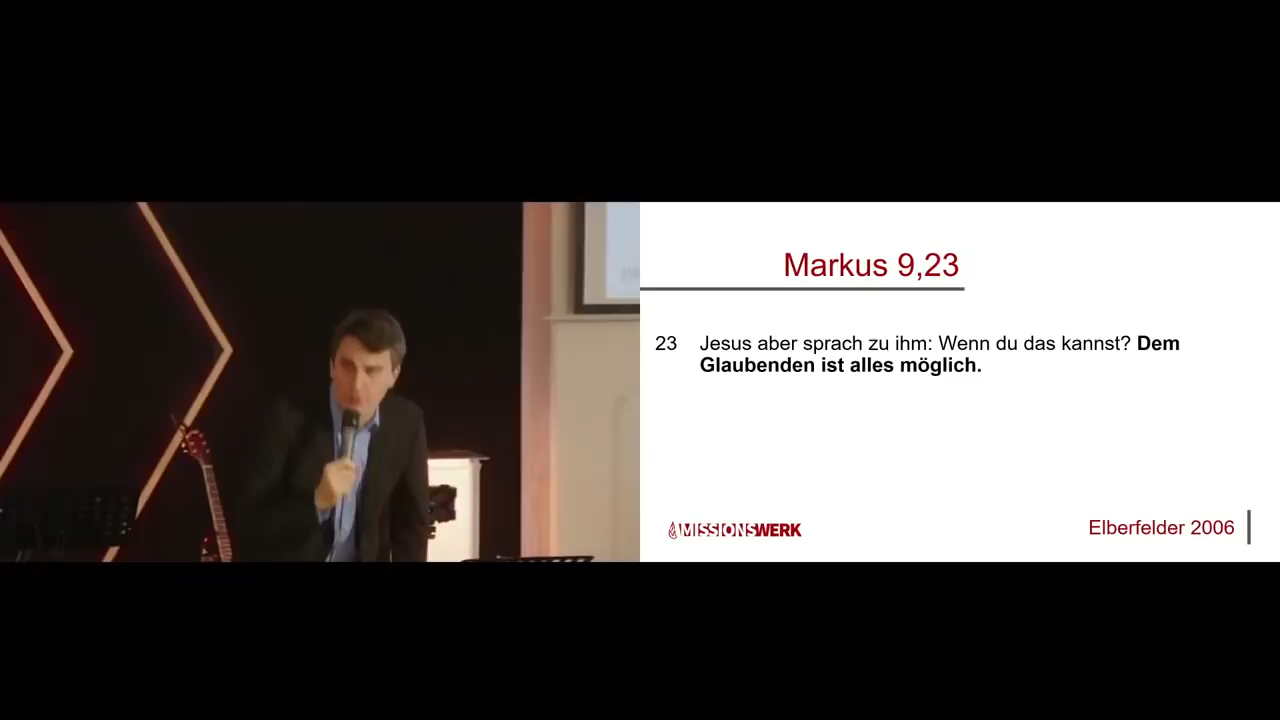 Markus 9,23
23 Jesus aber sprach zu ihm: Wenn du das kannst? Dem
Glaubenden ist alles möglich.
MISSIONSWERK
Elberfelder 2006